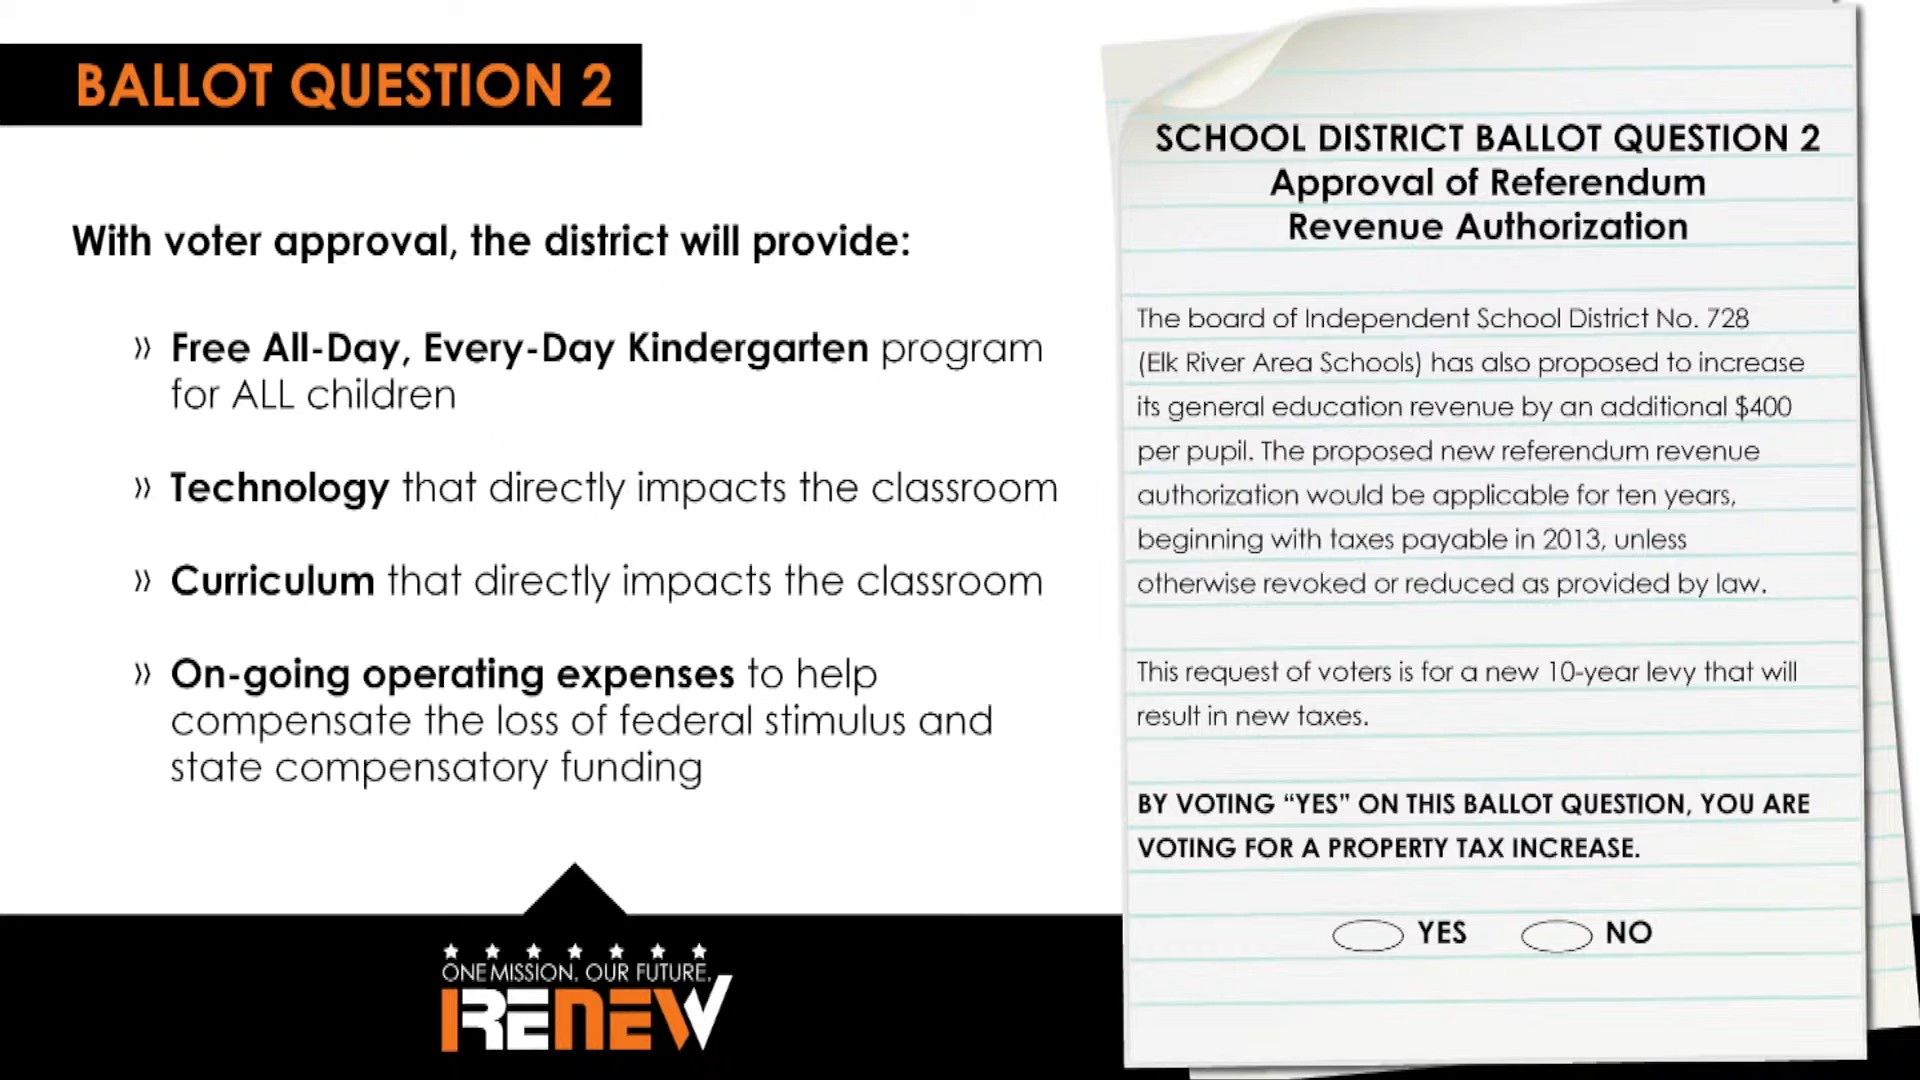 BALLOT QUESTION 2
With voter approval, the district will provide:
» Free All-Day, Every-Day Kindergarten program
for ALL children
» Technology that directly impacts the classroom
» Curriculum that directly impacts the classroom
» On-going operating expenses to help
compensate the loss of federal stimulus and
state compensatory funding
ONE MISSION. OUR FUTURE.
IRENEW
SCHOOL DISTRICT BALLOT QUESTION 2
Approval of Referendum
Revenue Authorization
The board of Independent School District No. 728
(Elk River Area Schools) has also proposed to increase
its general education revenue by an additional $400
per pupil. The proposed new referendum revenue
authorization would be applicable for ten years,
beginning with taxes payable in 2013, unless
otherwise revoked or reduced as provided by law.
This request of voters is for a new 10-year levy that will
result in new taxes.
BY VOTING “YES” ON THIS BALLOT QUESTION, YOU ARE
VOTING FOR A PROPERTY TAX INCREASE.
YES NO